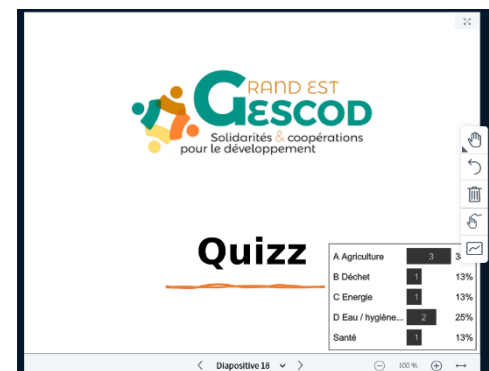 GRAND EST
GESCOD
Solidarités & coopérations
pour le développement
Quizz
A Agriculture 3 3
B Déchet 1 13%
C Energie 1 13%
D Eau / hygiène... 2 25%
Santé 1 13%
Diapositive 18 100 %